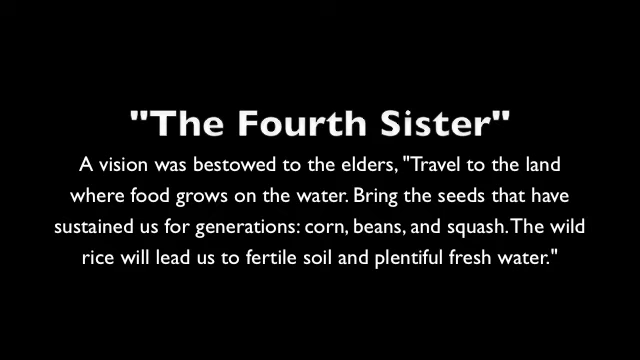 "The Fourth Sister"
A vision was bestowed to the elders, "Travel to the land
where food grows on the water. Bring the seeds that have
sustained us for generations: corn, beans, and squash. The wild
rice will lead us to fertile soil and plentiful fresh water."